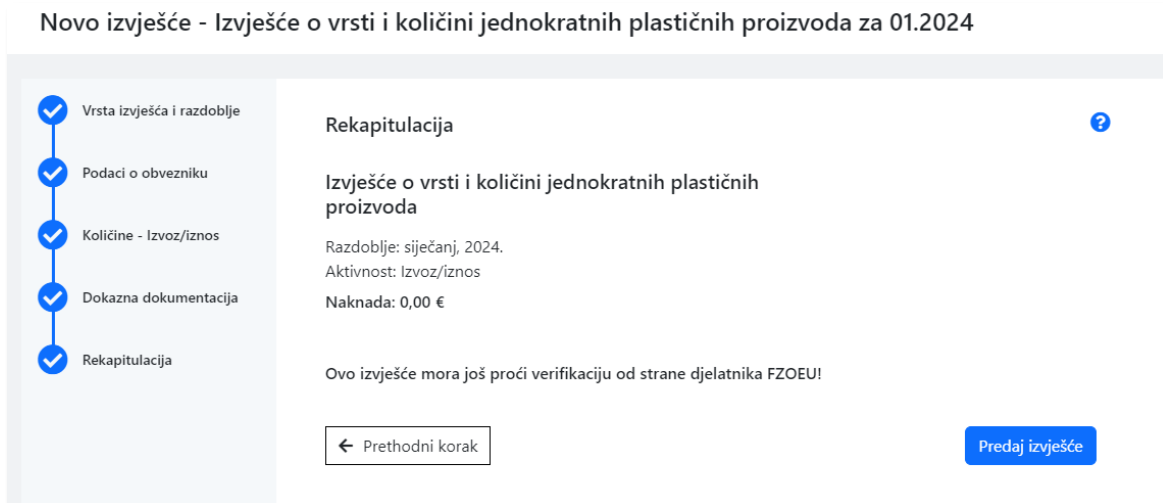 Novo izvješće - Izvješće o vrsti i količini jednokratnih plastičnih proizvoda za 01.2024
Vrsta izvješća i razdoblje
Podaci o obvezniku
Količine - Izvoz/iznos
Dokazna dokumentacija
Rekapitulacija
Rekapitulacija
?
Izvješće o vrsti i količini jednokratnih plastičnih
proizvoda
Razdoblje: siječanj, 2024.
Aktivnost: Izvoz/iznos
Naknada: 0,00 €
Ovo izvješće mora još proći verifikaciju od strane djelatnika FZOEU!
← Prethodni korak
Predaj izvješće